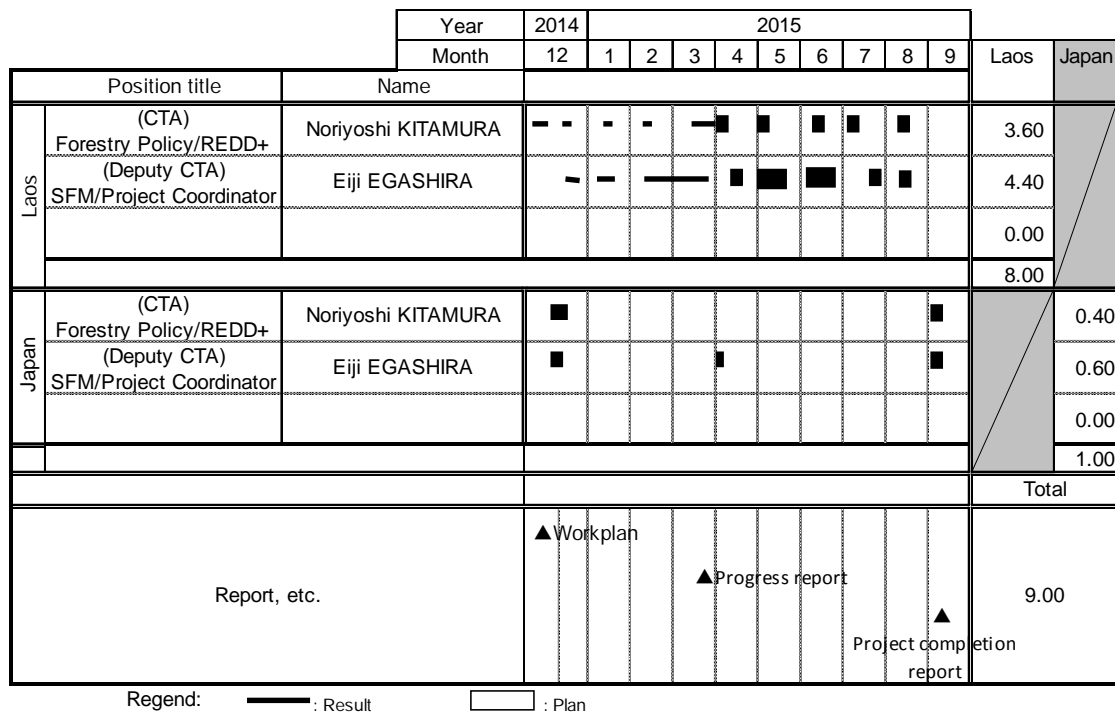 Year 2014 2015
Month 12 1 2 3 4 5 6 7 8 9 Laos Japan
Position title Name
Laos
(CTA)
Forestry Policy/REDD+ Noriyoshi KITAMURA 3.60
(Deputy CTA)
SFM/Project Coordinator Eiji EGASHIRA 4.40
0.00
8.00
Japan
(CTA)
Forestry Policy/REDD+ Noriyoshi KITAMURA 0.40
(Deputy CTA)
SFM/Project Coordinator Eiji EGASHIRA 0.60
0.00
1.00
Total
▲Workplan
▲Progress report
Report, etc. 9.00
▲
Project completion
report
Regend: : Result : Plan